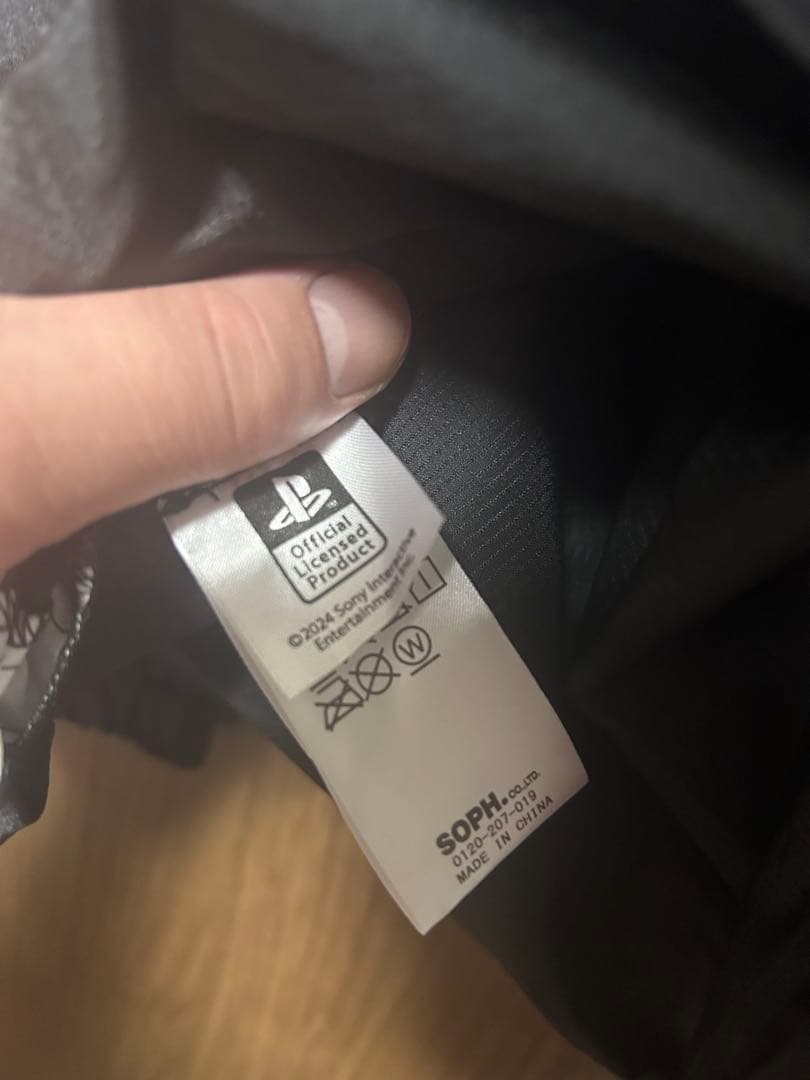 Official
Licensed
Product
©2024 Sony Interactive
Entertainment Inc.
W
SOPH.CO.,LTD.
0120-207-019
MADE IN CHINA